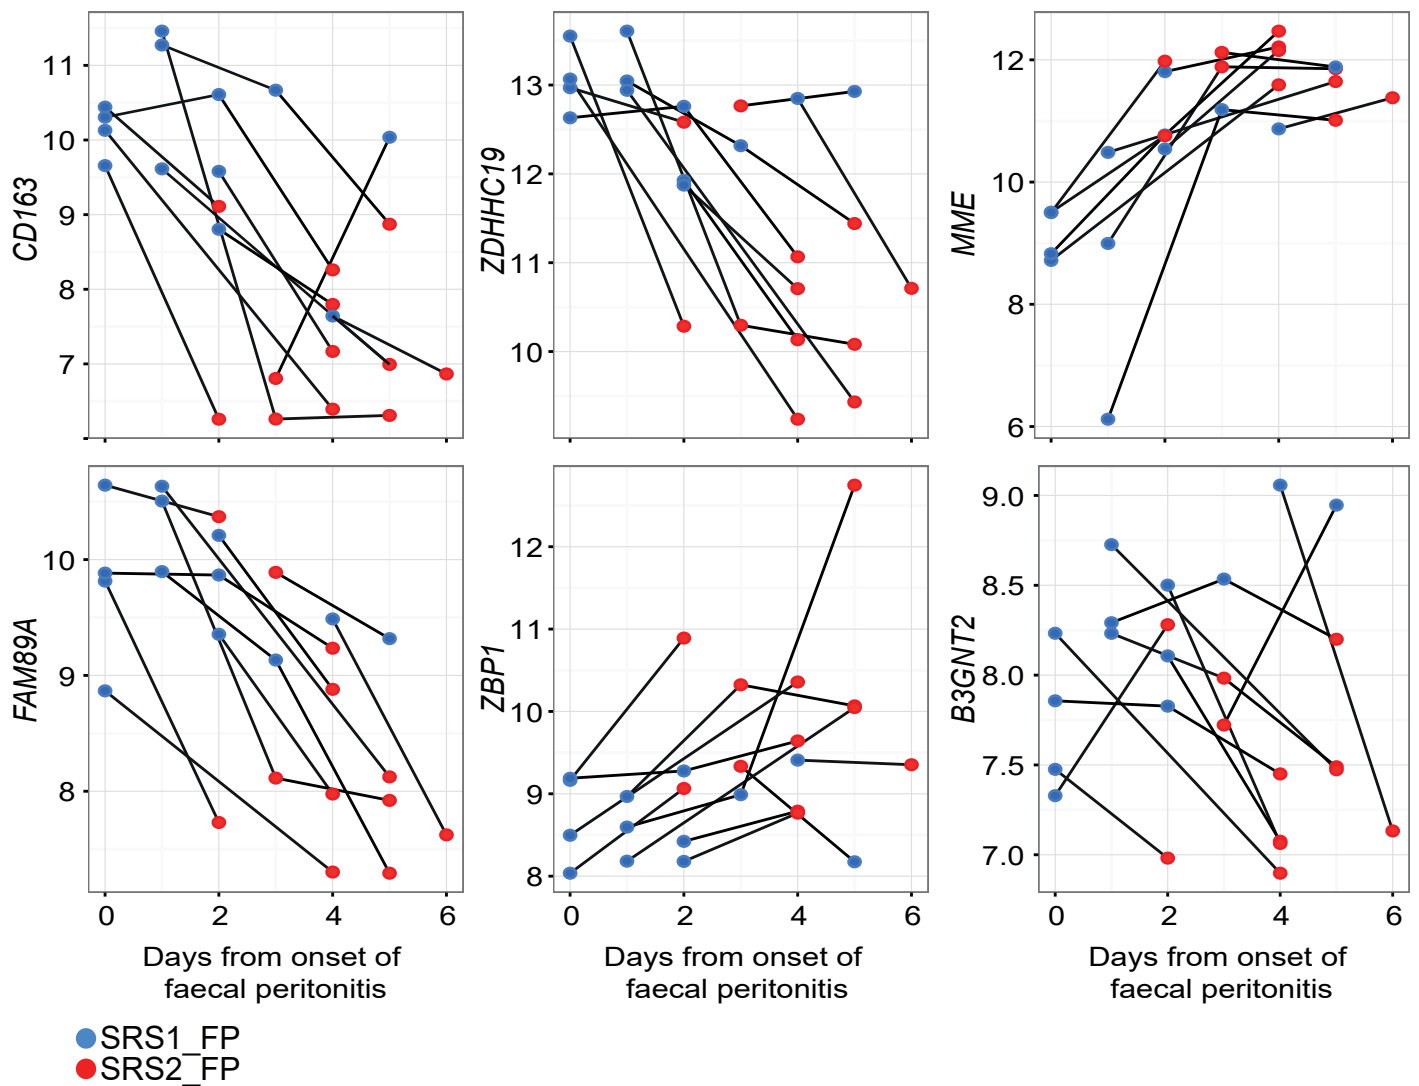 CD163
11
10
9
8
7
ZDHHC19
13
12
11
10
MME
12
10
8
6
FAM89A
10
9
8
0 2 4 6
Days from onset of
faecal peritonitis
ZBP1
12
11
10
9
8
0 2 4 6
Days from onset of
faecal peritonitis
B3GNT2
9.0
8.5
8.0
7.5
7.0
0 2 4 6
Days from onset of
faecal peritonitis
SRS1_FP
SRS2_FP